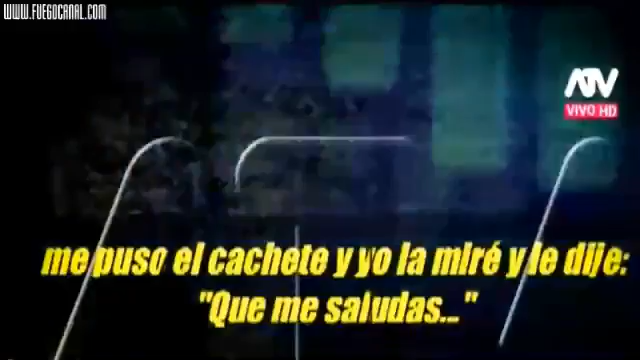 WWW.FUEGOCANAL.COM
ATV
VIVO HD
me puso el cachete y yo la miré y le dije:
"Que me saludas..."